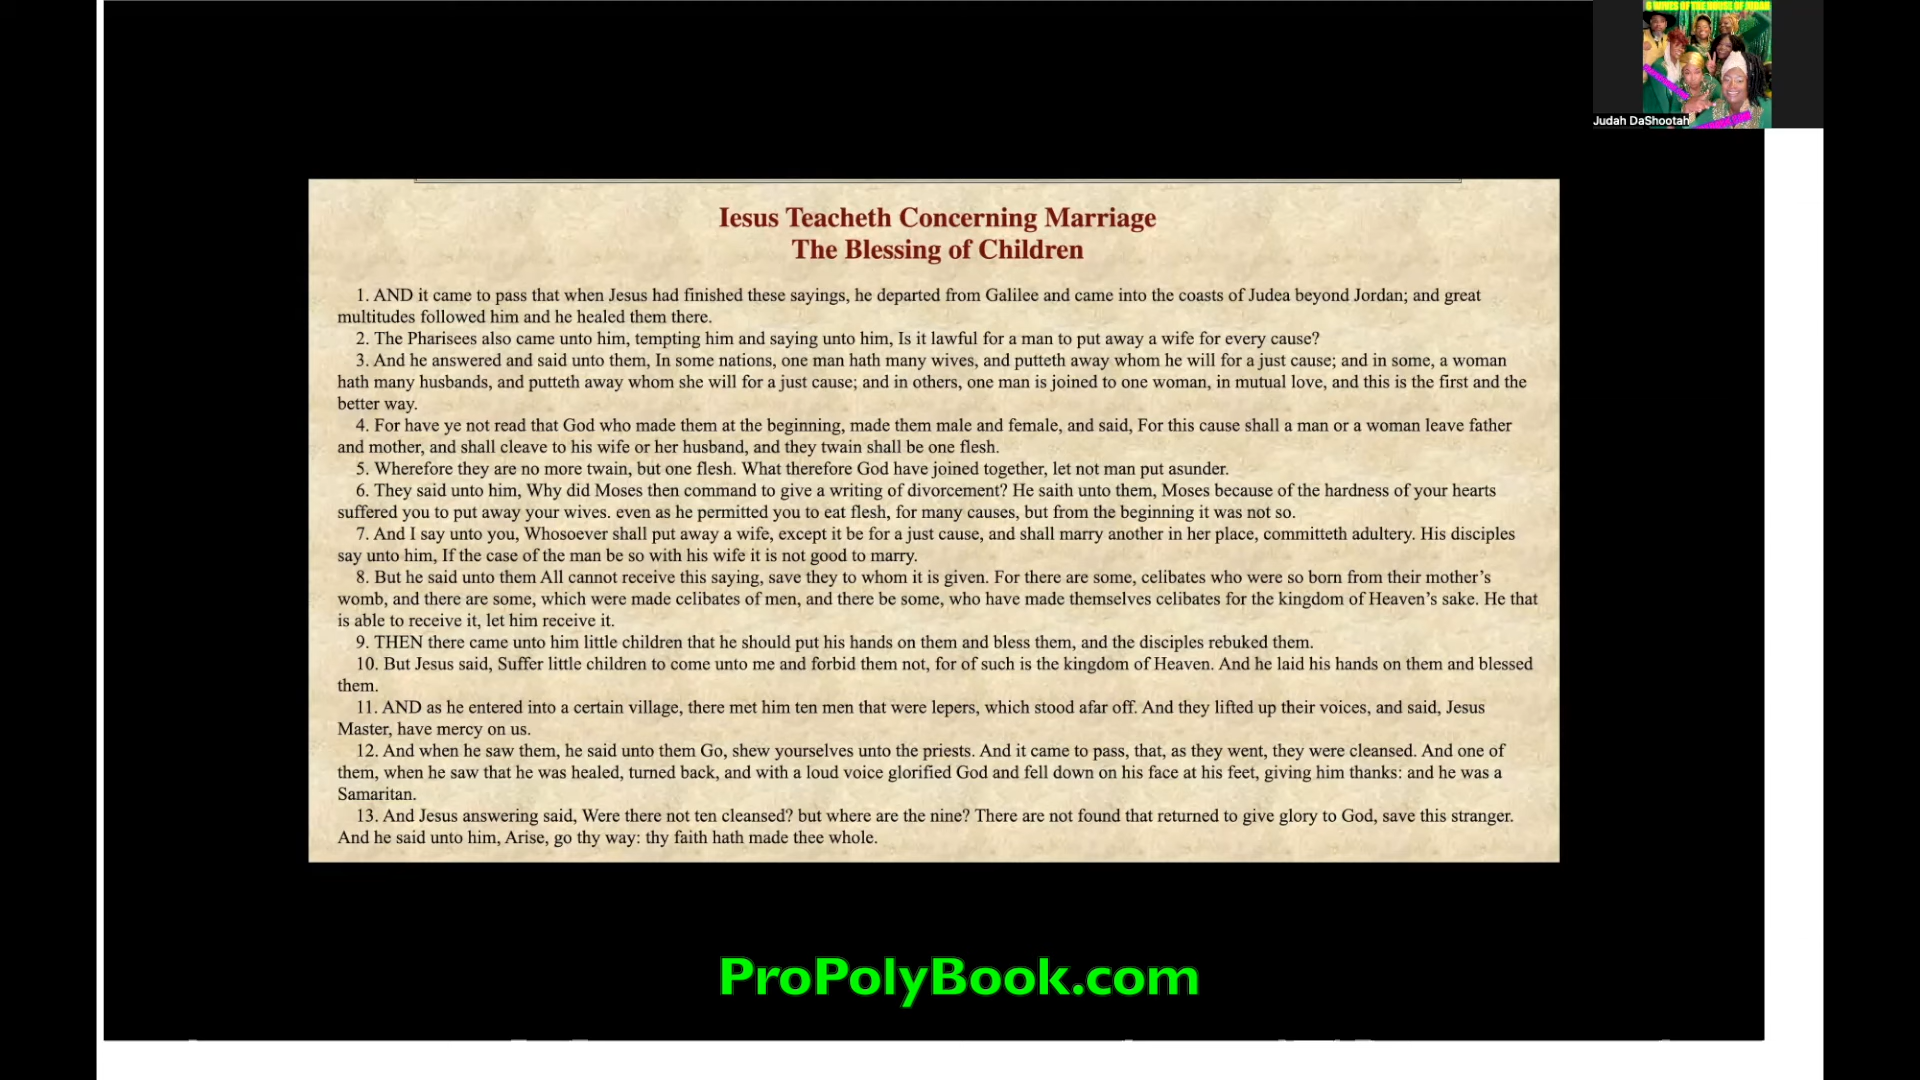 6 WIVES OF THE HOUSE OF JUDAH
Judah DaShootah
Iesus Teacheth Concerning Marriage
The Blessing of Children
1. AND it came to pass that when Jesus had finished these sayings, he departed from Galilee and came into the coasts of Judea beyond Jordan; and great
multitudes followed him and he healed them there.
2. The Pharisees also came unto him, tempting him and saying unto him, Is it lawful for a man to put away a wife for every cause?
3. And he answered and said unto them, In some nations, one man hath many wives, and putteth away whom he will for a just cause; and in some, a woman
hath many husbands, and putteth away whom she will for a just cause; and in others, one man is joined to one woman, in mutual love, and this is the first and the
better way.
4. For have ye not read that God who made them at the beginning, made them male and female, and said, For this cause shall a man or a woman leave father
and mother, and shall cleave to his wife or her husband, and they twain shall be one flesh.
5. Wherefore they are no more twain, but one flesh. What therefore God have joined together, let not man put asunder.
6. They said unto him, Why did Moses then command to give a writing of divorcement? He saith unto them, Moses because of the hardness of your hearts
suffered you to put away your wives. even as he permitted you to eat flesh, for many causes, but from the beginning it was not so.
7. And I say unto you, Whosoever shall put away a wife, except it be for a just cause, and shall marry another in her place, committeth adultery. His disciples
say unto him, If the case of the man be so with his wife it is not good to marry.
8. But he said unto them All cannot receive this saying, save they to whom it is given. For there are some, celibates who were so born from their mother's
womb, and there are some, which were made celibates of men, and there be some, who have made themselves celibates for the kingdom of Heaven's sake. He that
is able to receive it, let him receive it.
9. THEN there came unto him little children that he should put his hands on them and bless them, and the disciples rebuked them.
10. But Jesus said, Suffer little children to come unto me and forbid them not, for of such is the kingdom of Heaven. And he laid his hands on them and blessed
them.
11. AND as he entered into a certain village, there met him ten men that were lepers, which stood afar off. And they lifted up their voices, and said, Jesus
Master, have mercy on us.
12. And when he saw them, he said unto them Go, shew yourselves unto the priests. And it came to pass, that, as they went, they were cleansed. And one of
them, when he saw that he was healed, turned back, and with a loud voice glorified God and fell down on his face at his feet, giving him thanks: and he was a
Samaritan.
13. And Jesus answering said, Were there not ten cleansed? but where are the nine? There are not found that returned to give glory to God, save this stranger.
And he said unto him, Arise, go thy way: thy faith hath made thee whole.
ProPolyBook.com